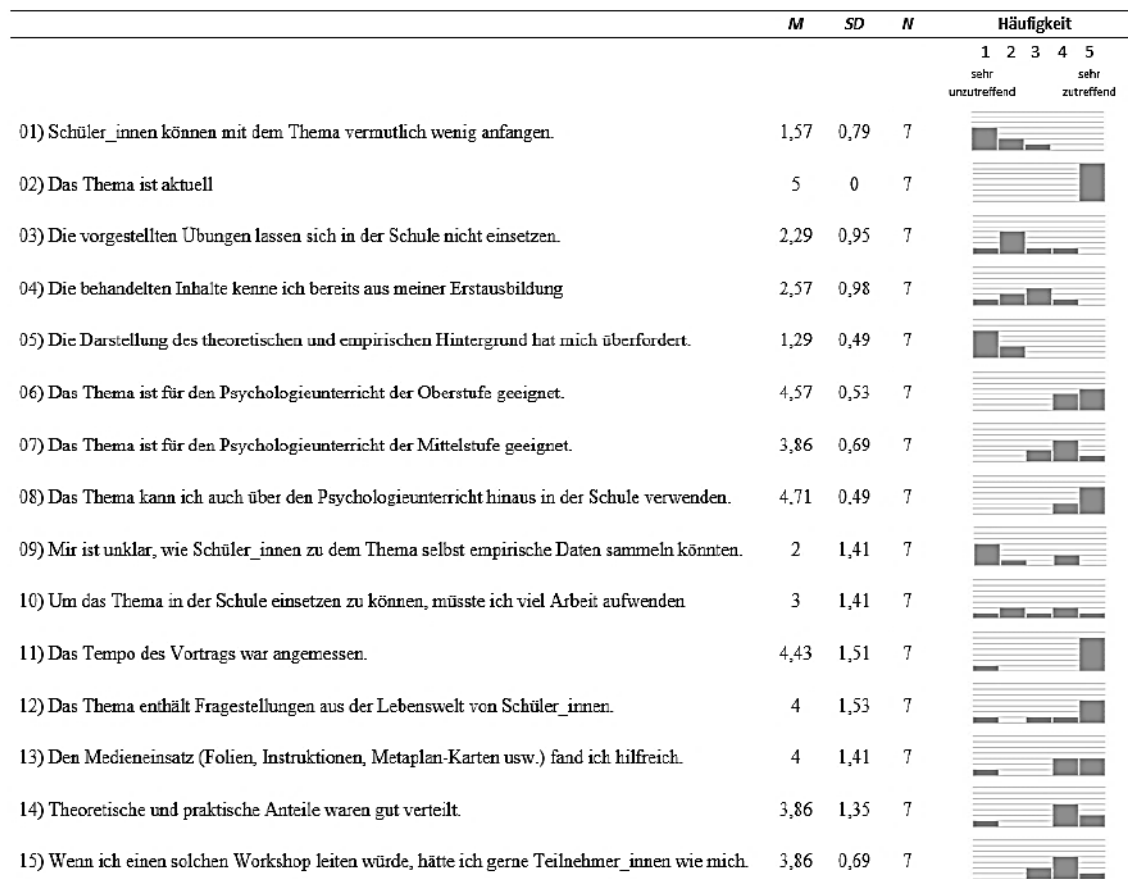 M SD N Häufigkeit
1 2 3 4 5
sehr unzutreffend sehr zutreffend
01) Schüler_innen können mit dem Thema vermutlich wenig anfangen. 1,57 0,79 7
02) Das Thema ist aktuell 5 0 7
03) Die vorgestellten Übungen lassen sich in der Schule nicht einsetzen. 2,29 0,95 7
04) Die behandelten Inhalte kenne ich bereits aus meiner Erstausbildung 2,57 0,98 7
05) Die Darstellung des theoretischen und empirischen Hintergrund hat mich überfordert. 1,29 0,49 7
06) Das Thema ist für den Psychologieunterricht der Oberstufe geeignet. 4,57 0,53 7
07) Das Thema ist für den Psychologieunterricht der Mittelstufe geeignet. 3,86 0,69 7
08) Das Thema kann ich auch über den Psychologieunterricht hinaus in der Schule verwenden. 4,71 0,49 7
09) Mir ist unklar, wie Schüler_innen zu dem Thema selbst empirische Daten sammeln könnten. 2 1,41 7
10) Um das Thema in der Schule einsetzen zu können, müsste ich viel Arbeit aufwenden 3 1,41 7
11) Das Tempo des Vortrags war angemessen. 4,43 1,51 7
12) Das Thema enthält Fragestellungen aus der Lebenswelt von Schüler_innen. 4 1,53 7
13) Den Medieneinsatz (Folien, Instruktionen, Metaplan-Karten usw.) fand ich hilfreich. 4 1,41 7
14) Theoretische und praktische Anteile waren gut verteilt. 3,86 1,35 7
15) Wenn ich einen solchen Workshop leiten würde, hätte ich gerne Teilnehmer_innen wie mich. 3,86 0,69 7